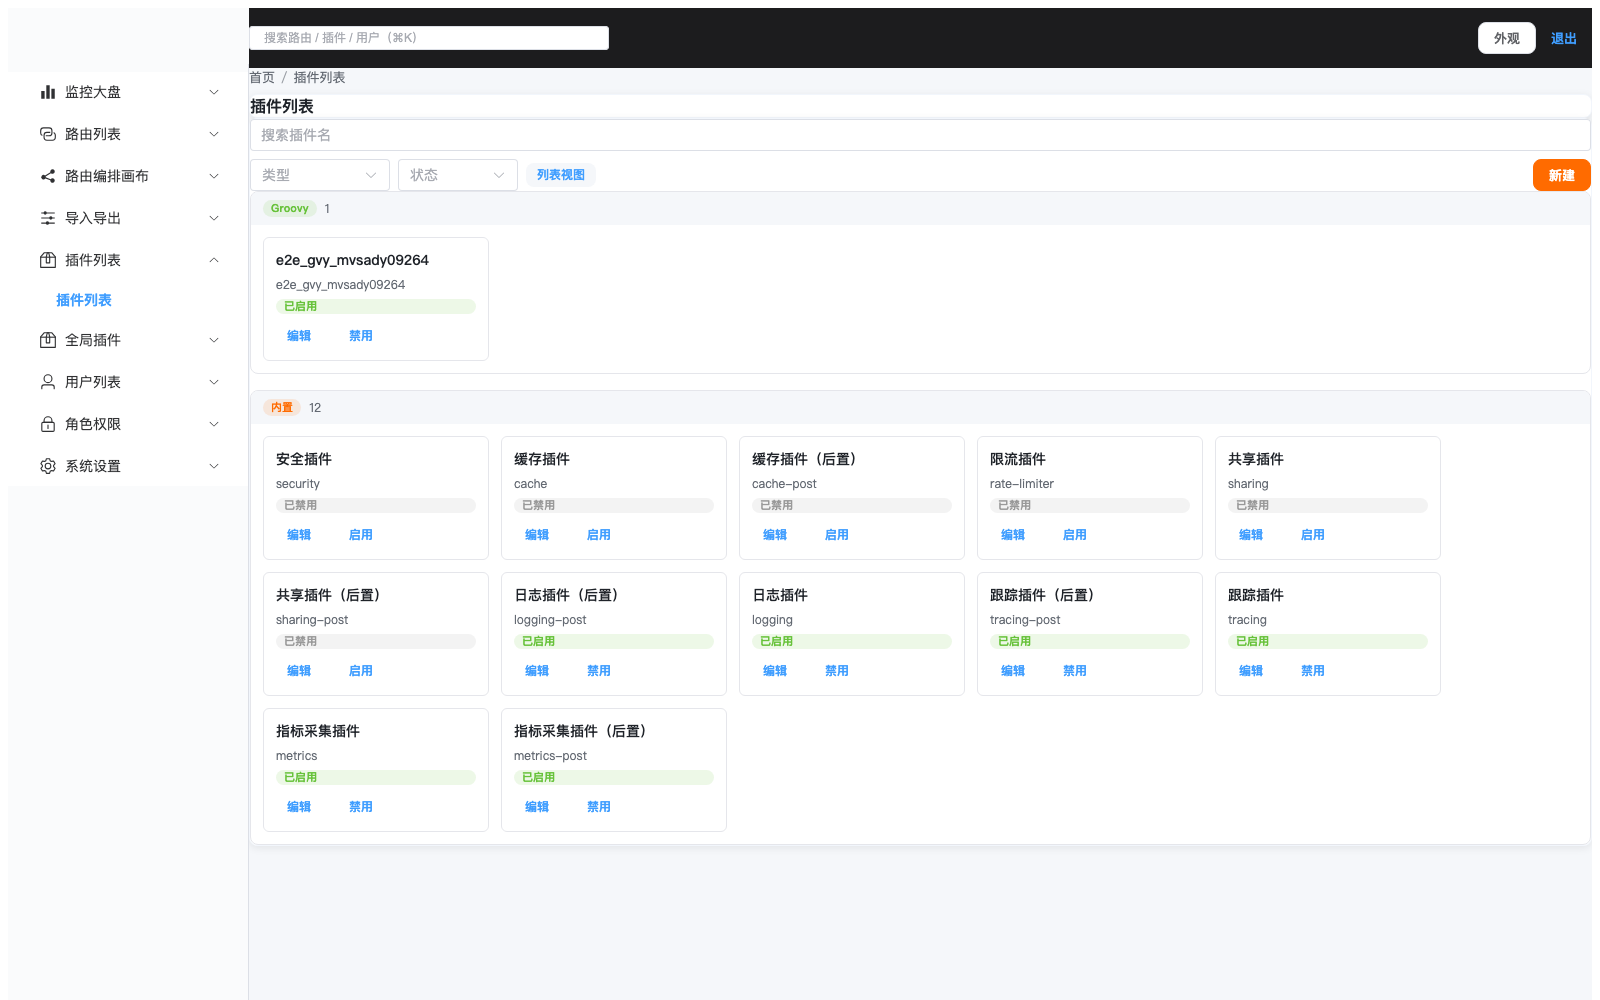 搜索路由 / 插件 / 用户（⌘K）
外观
退出
监控大盘
路由列表
路由编排画布
导入导出
插件列表
插件列表
全局插件
用户列表
角色权限
系统设置
首页 / 插件列表
插件列表
搜索插件名
类型
状态
列表视图
新建
Groovy 1
e2e_gvy_mvsady09264
e2e_gvy_mvsady09264
已启用
编辑 禁用
内置 12
安全插件
security
已禁用
编辑 启用
缓存插件
cache
已禁用
编辑 启用
缓存插件（后置）
cache-post
已禁用
编辑 启用
限流插件
rate-limiter
已禁用
编辑 启用
共享插件
sharing
已禁用
编辑 启用
共享插件（后置）
sharing-post
已禁用
编辑 启用
日志插件（后置）
logging-post
已启用
编辑 禁用
日志插件
logging
已启用
编辑 禁用
跟踪插件（后置）
tracing-post
已启用
编辑 禁用
跟踪插件
tracing
已启用
编辑 禁用
指标采集插件
metrics
已启用
编辑 禁用
指标采集插件（后置）
metrics-post
已启用
编辑 禁用